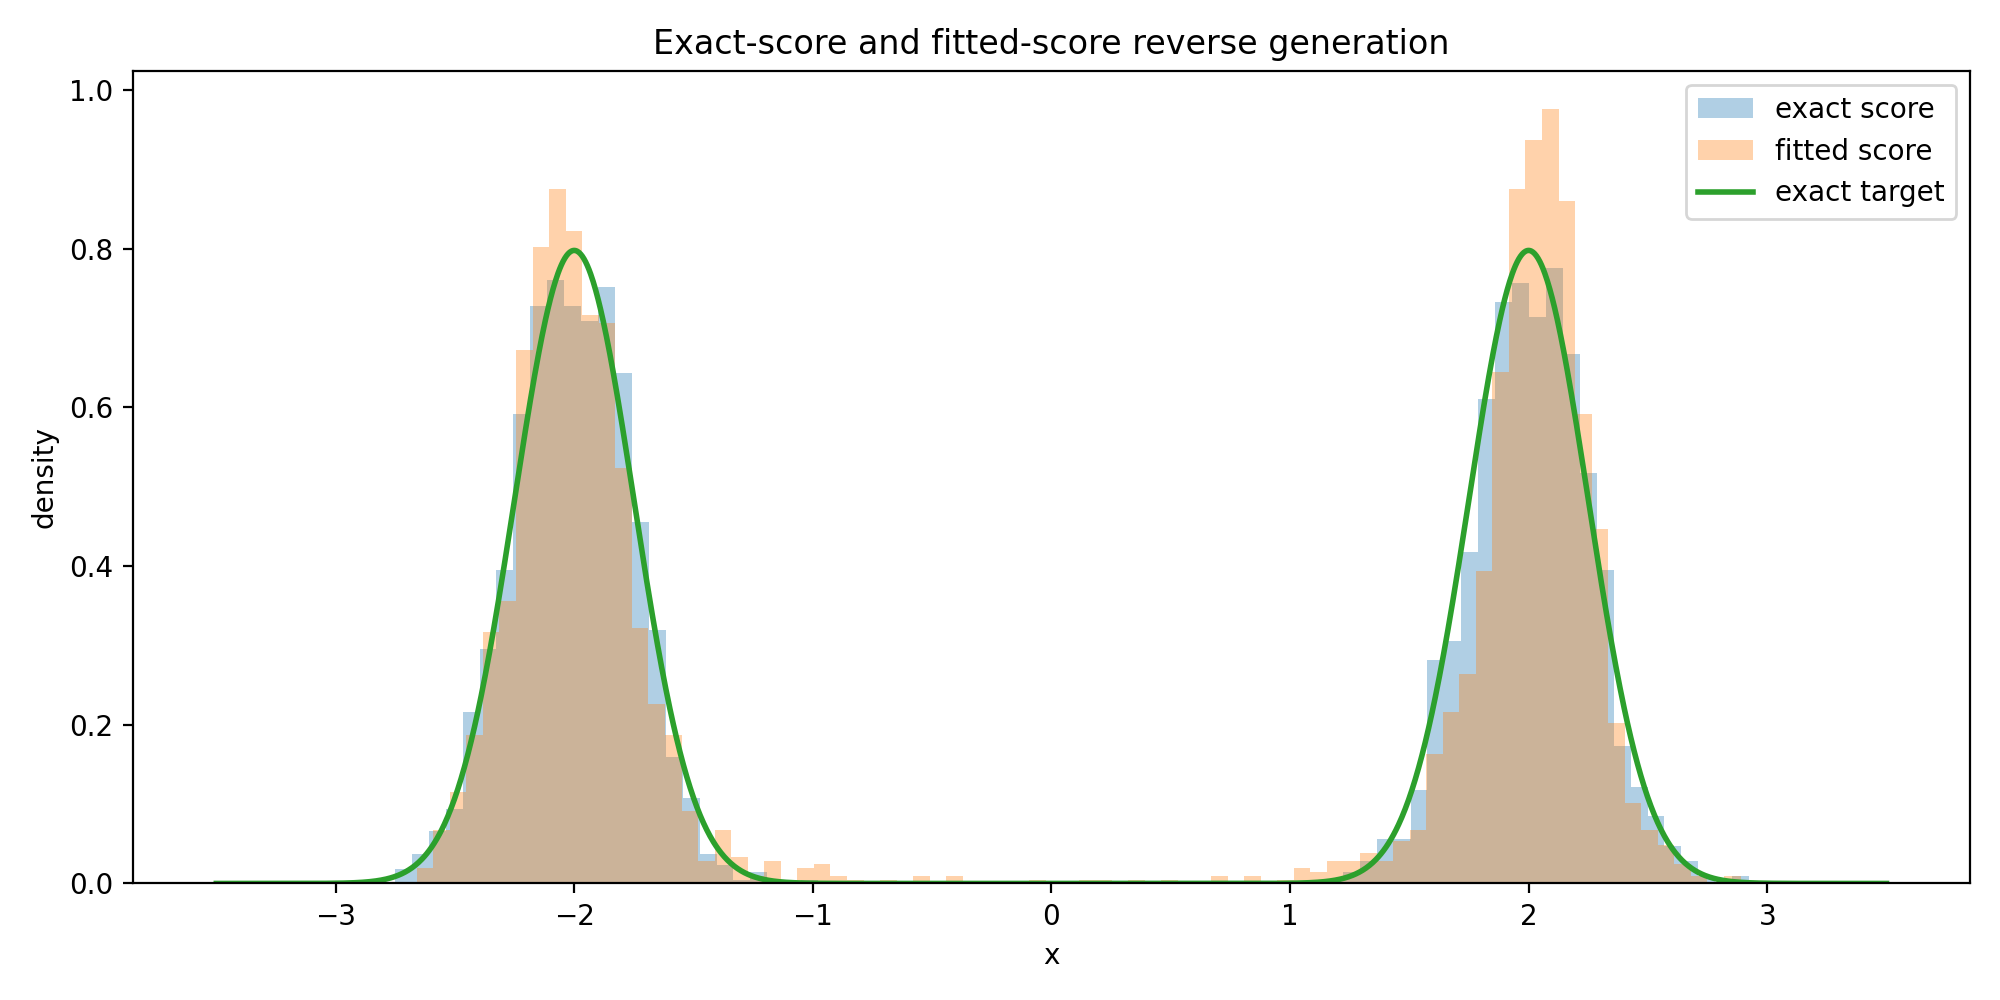 Exact-score and fitted-score reverse generation
exact score
fitted score
exact target
density
1.0
0.8
0.6
0.4
0.2
0.0
−3
−2
−1
0
1
2
3
x